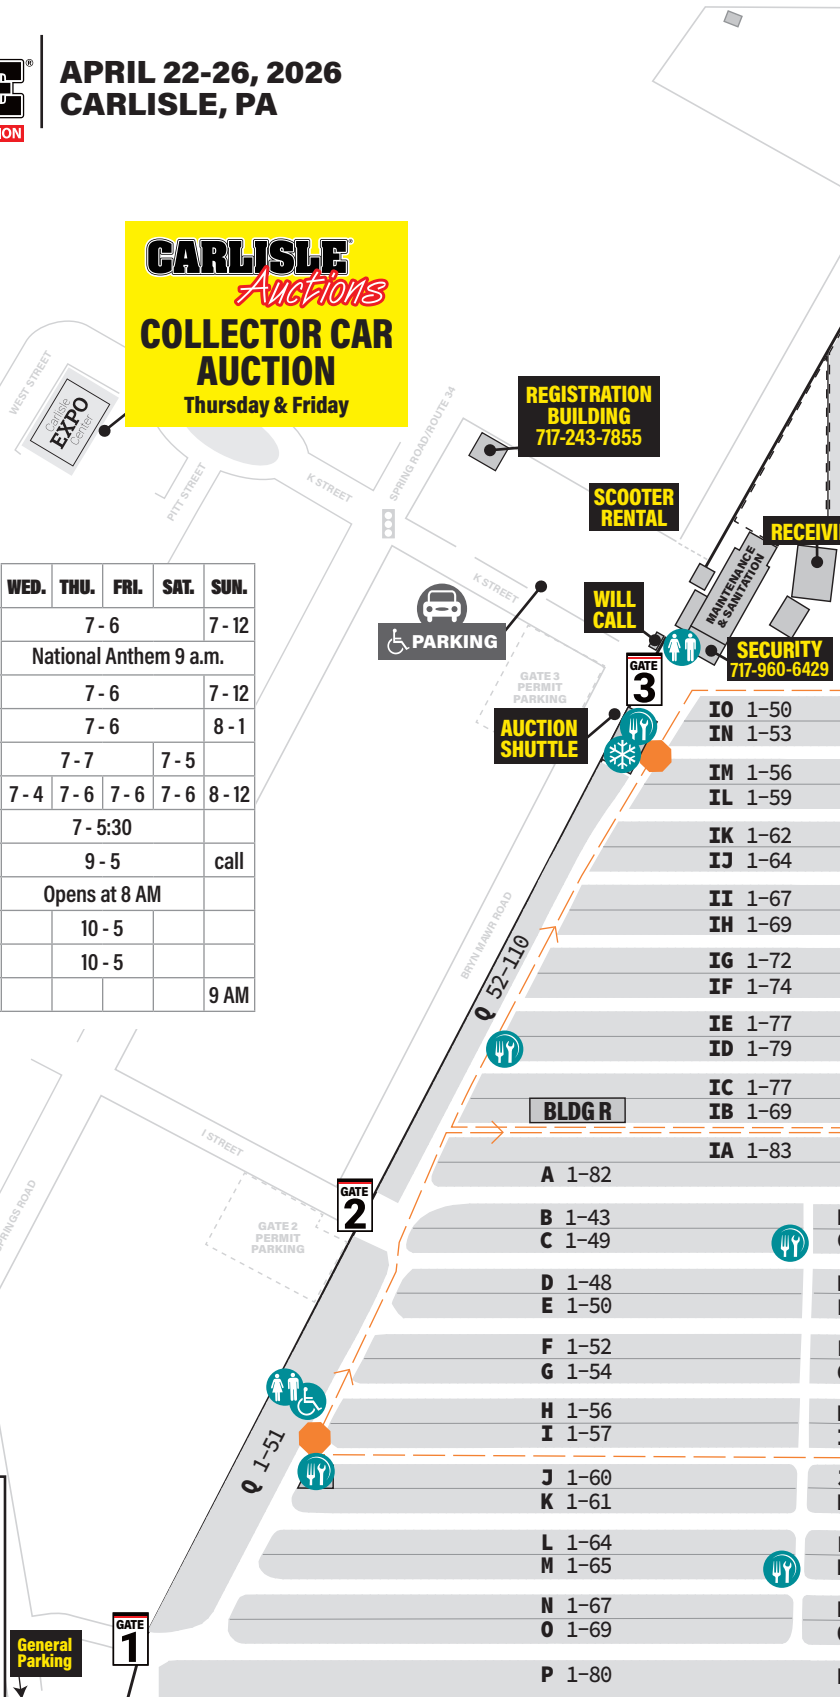 APRIL 22-26, 2026
CARLISLE, PA
CARLISLE
Auctions
COLLECTOR CAR
AUCTION
Thursday & Friday
WEST STREET
Carlisle
EXPO
Center
PITT STREET
K STREET
SPRING ROAD/ROUTE 34
REGISTRATION
BUILDING
717-243-7855
SCOOTER
RENTAL
MAINTENANCE
& SANITATION
K STREET
PARKING
WILL
CALL
SECURITY
717-960-6429
GATE
3
GATE 3
PERMIT
PARKING
AUCTION
SHUTTLE
WED. THU. FRI. SAT. SUN.
7 - 6 7 - 12
National Anthem 9 a.m.
7 - 6 7 - 12
7 - 6 8 - 1
7 - 7 7 - 5
7 - 4 7 - 6 7 - 6 7 - 6 8 - 12
7 - 5:30
9 - 5 call
Opens at 8 AM
10 - 5
10 - 5
9 AM
IO 1-50
IN 1-53
IM 1-56
IL 1-59
IK 1-62
IJ 1-64
II 1-67
IH 1-69
IG 1-72
IF 1-74
IE 1-77
ID 1-79
IC 1-77
IB 1-69
IA 1-83
BRYN MAWR ROAD
Q 52-110
BLDG R
I STREET
GATE
2
GATE 2
PERMIT
PARKING
A 1-82
B 1-43
C 1-49
D 1-48
E 1-50
F 1-52
G 1-54
H 1-56
I 1-57
J 1-60
K 1-61
L 1-64
M 1-65
N 1-67
O 1-69
P 1-80
Q 1-51
GATE
1
General
Parking